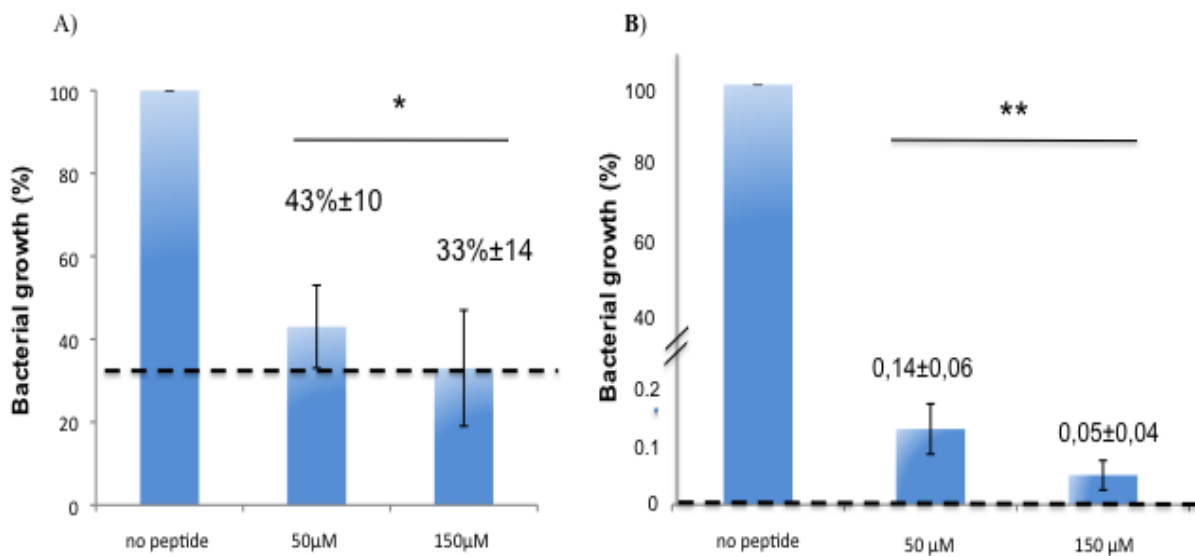 A)
Bacterial growth (%)
100
80
60
40
20
0
*
43%±10
33%±14
no peptide
50µM
150µM
B)
Bacterial growth (%)
100
80
60
40
0.2
0.1
0
**
0,14±0,06
0,05±0,04
no peptide
50 µM
150 µM